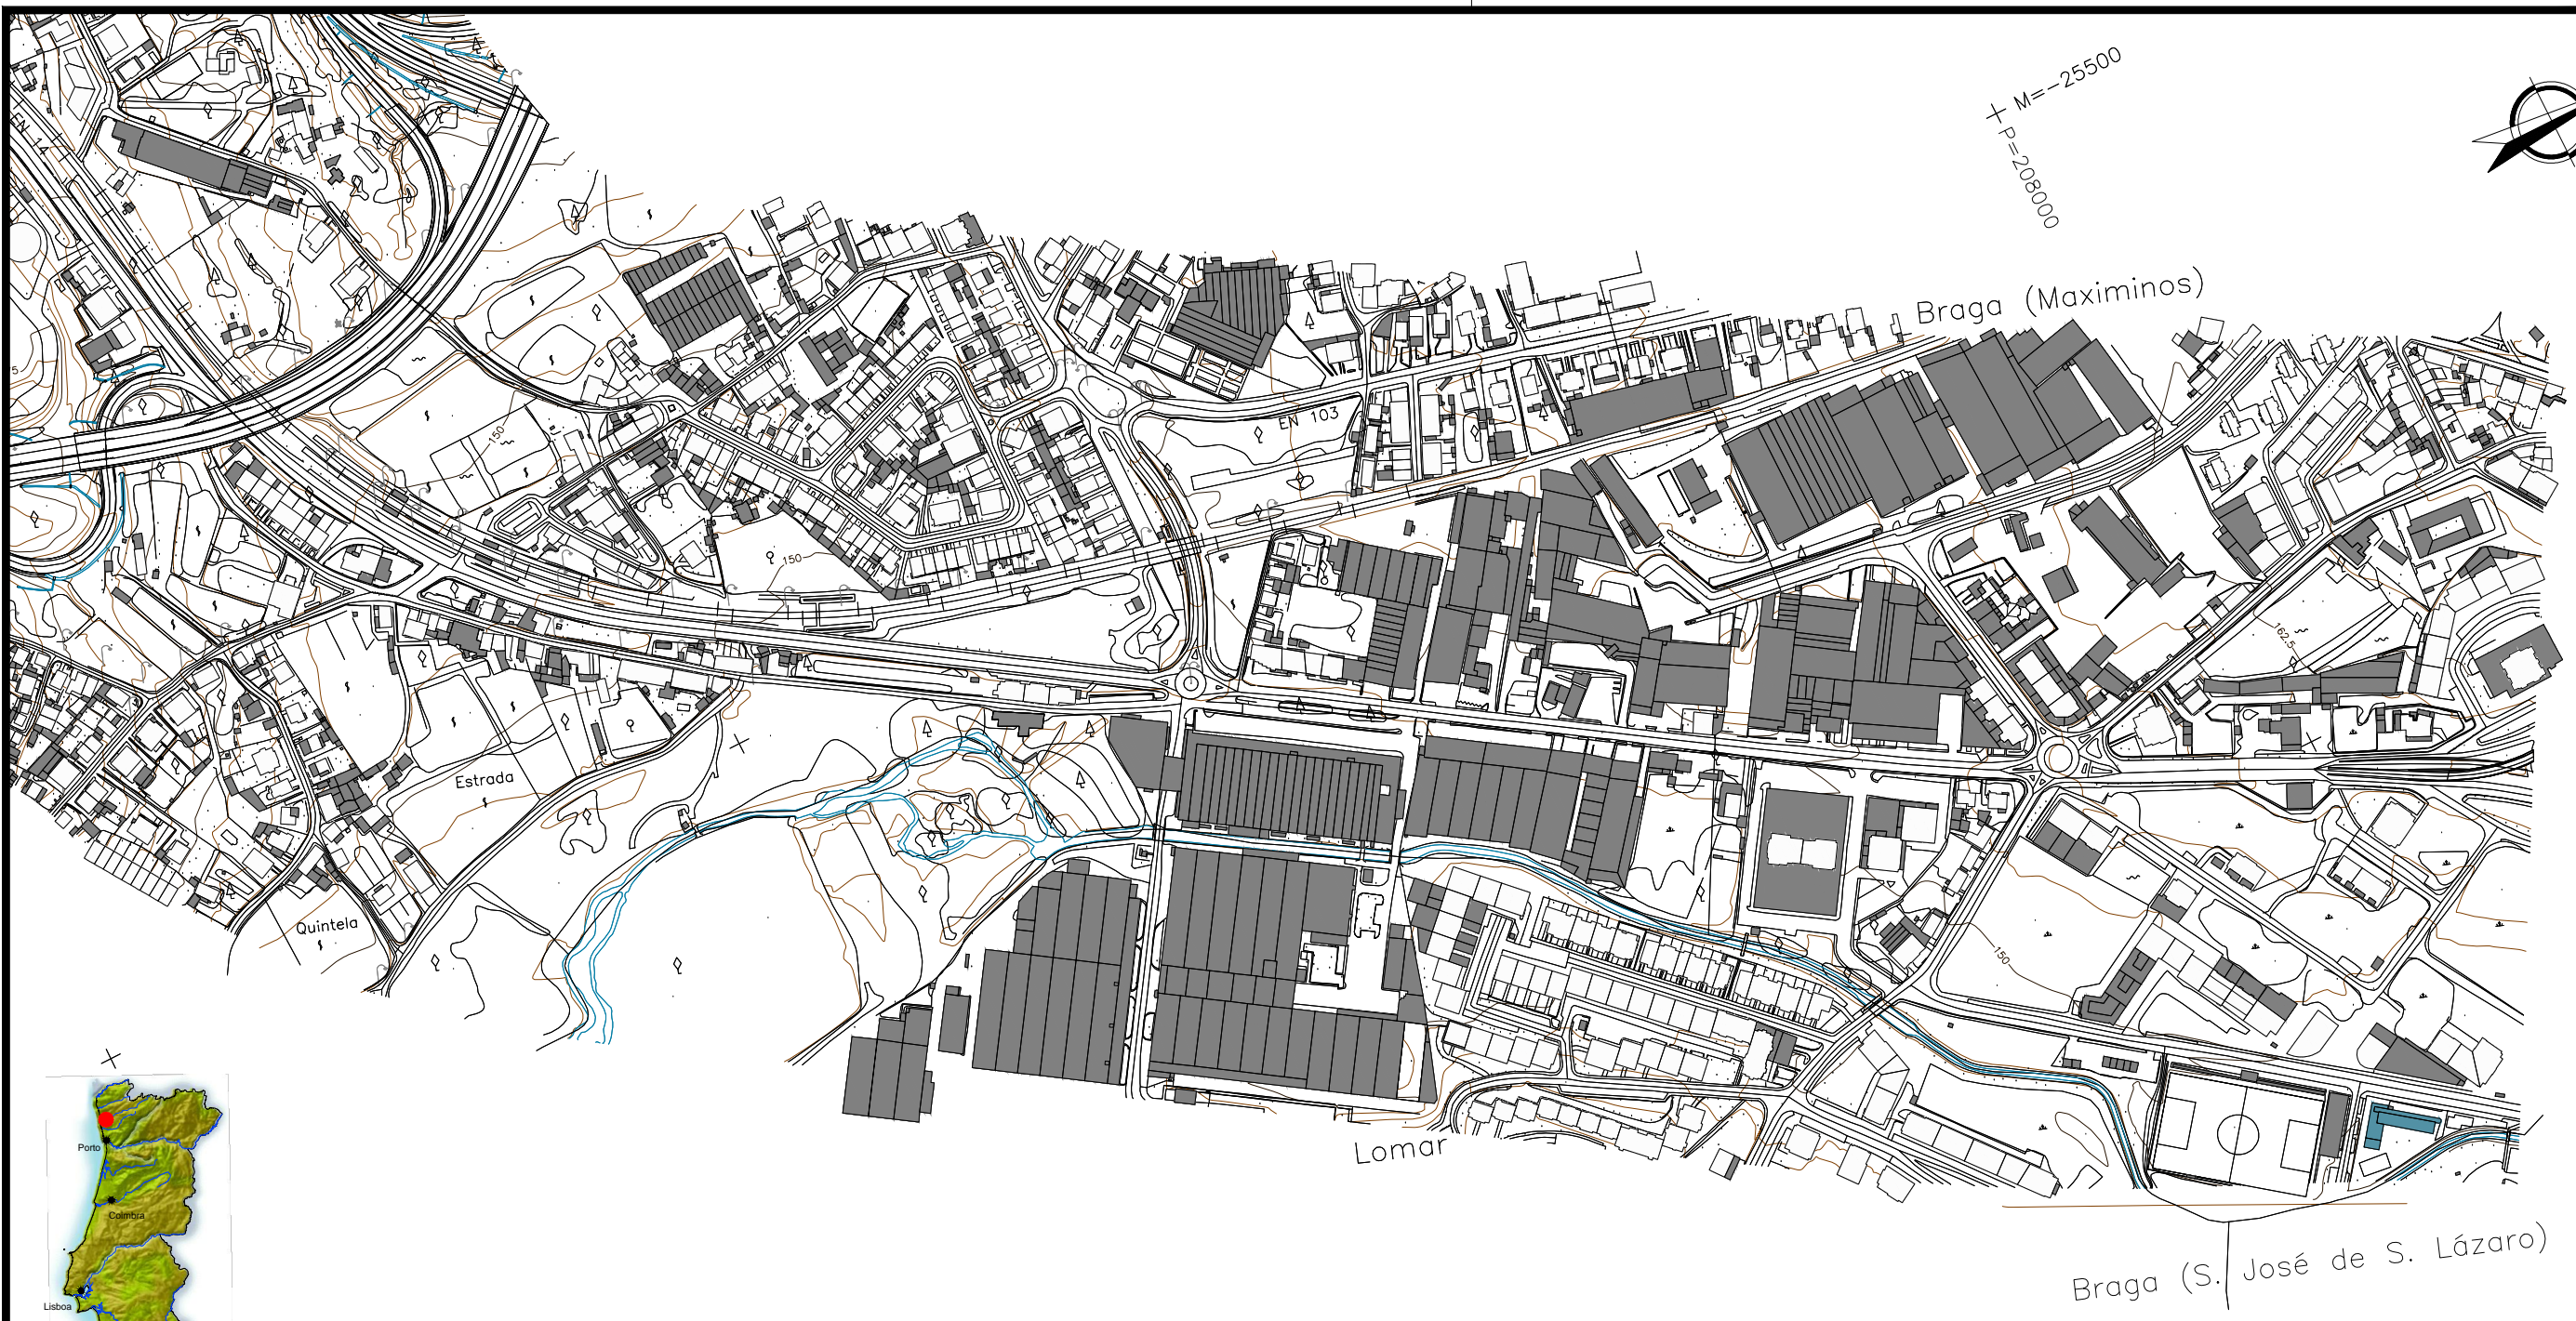 M=-25500
P=208000
Braga (Maximinos)
EN 103
150
150
162.5
Estrada
Quintela
150
Lomar
Porto
Coimbra
Lisboa
Braga (S. José de S. Lázaro)